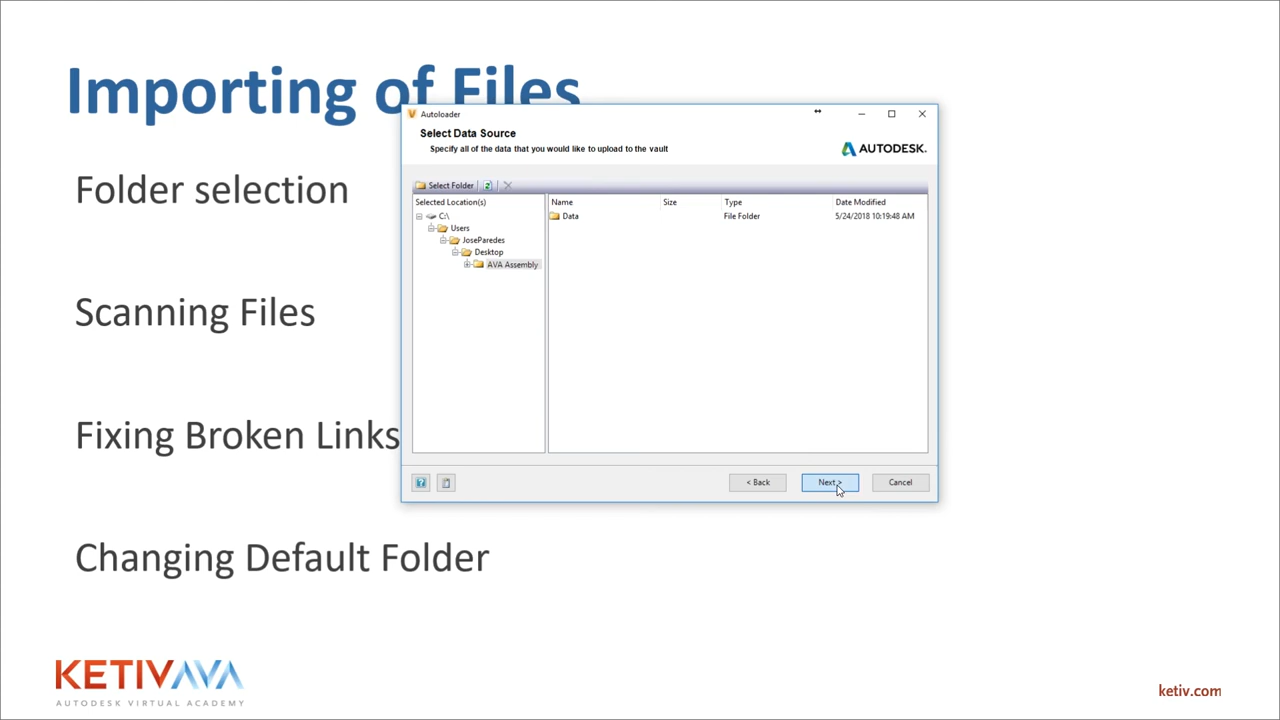 Importing of Files
Folder selection
Scanning Files
Fixing Broken Links
Changing Default Folder
Autoloader
Select Data Source
Specify all of the data that you would like to upload to the vault
AUTODESK.
Select Folder
Selected Location(s)
C:\
Users
JoseParedes
Desktop
AVA Assembly
Name Size Type Date Modified
Data File Folder 5/24/2018 10:19:48 AM
< Back Next > Cancel
KETIVAVA
AUTODESK VIRTUAL ACADEMY
ketiv.com